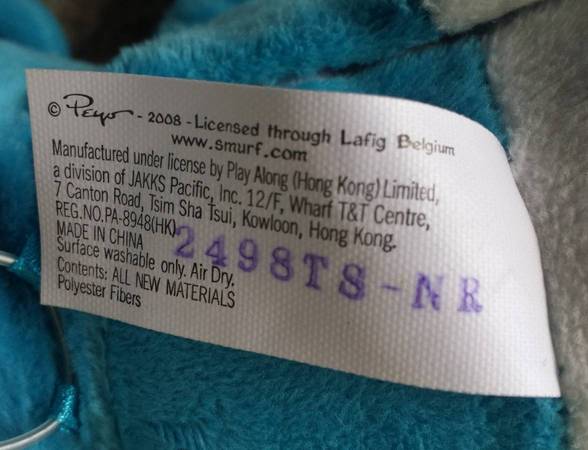 © Peyo - 2008 - Licensed through Lafig Belgium
www.smurf.com
Manufactured under license by Play Along (Hong Kong) Limited,
a division of JAKKS Pacific, Inc. 12/F, Wharf T&T Centre,
7 Canton Road, Tsim Sha Tsui, Kowloon, Hong Kong.
REG.NO.PA-8948(HK)
MADE IN CHINA
2498TS-NR
Surface washable only. Air Dry.
Contents: ALL NEW MATERIALS
Polyester Fibers